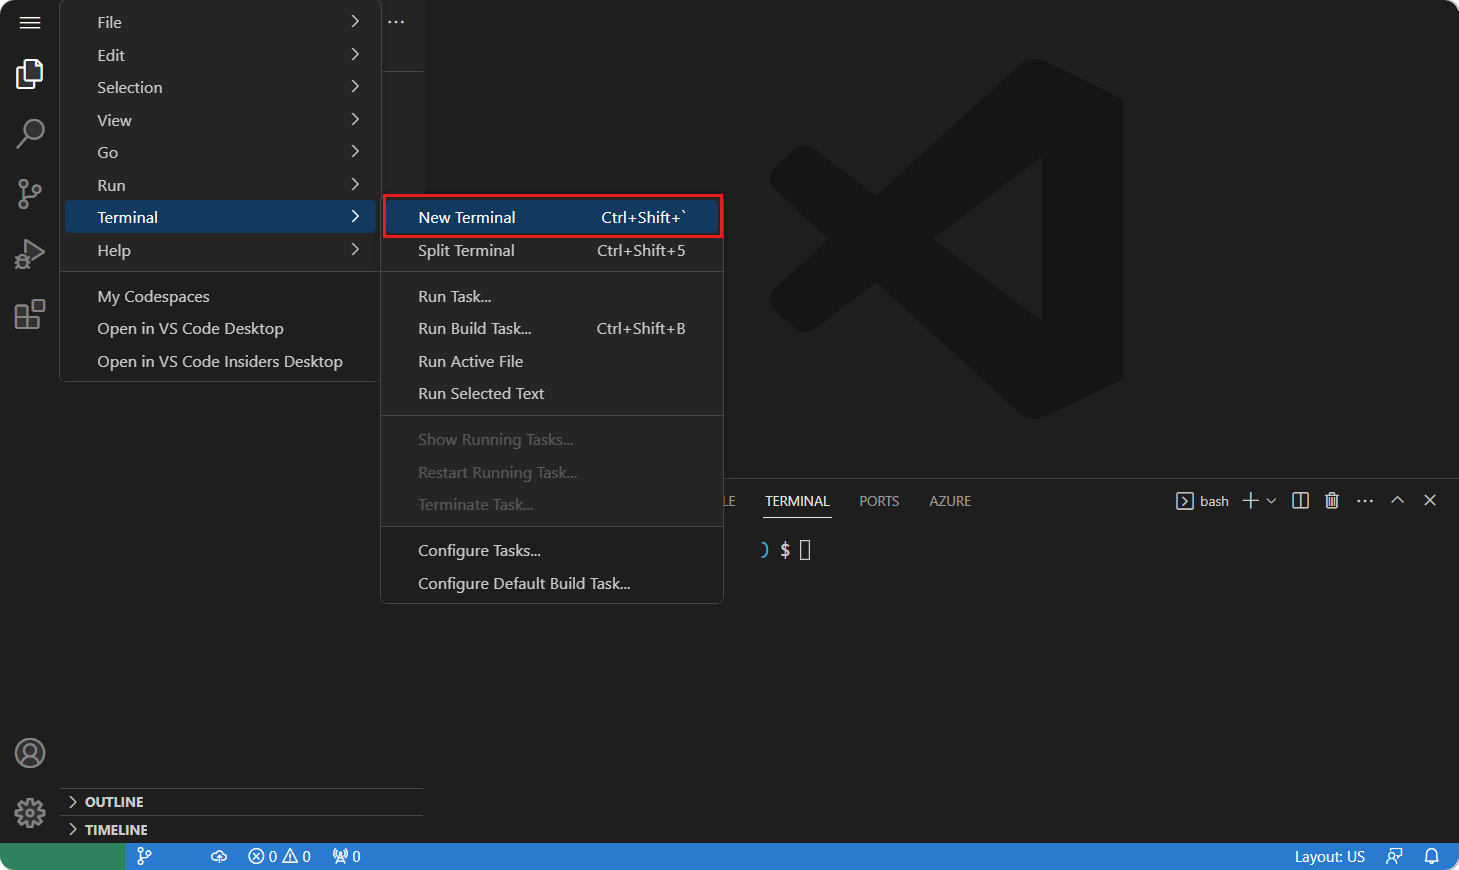 File
Edit
Selection
View
Go
Run
Terminal
Help
My Codespaces
Open in VS Code Desktop
Open in VS Code Insiders Desktop
New Terminal Ctrl+Shift+`
Split Terminal Ctrl+Shift+5
Run Task...
Run Build Task... Ctrl+Shift+B
Run Active File
Run Selected Text
Show Running Tasks...
Restart Running Task...
Terminate Task...
Configure Tasks...
Configure Default Build Task...
LE TERMINAL PORTS AZURE bash
) $
OUTLINE
TIMELINE
0 0 0 Layout: US